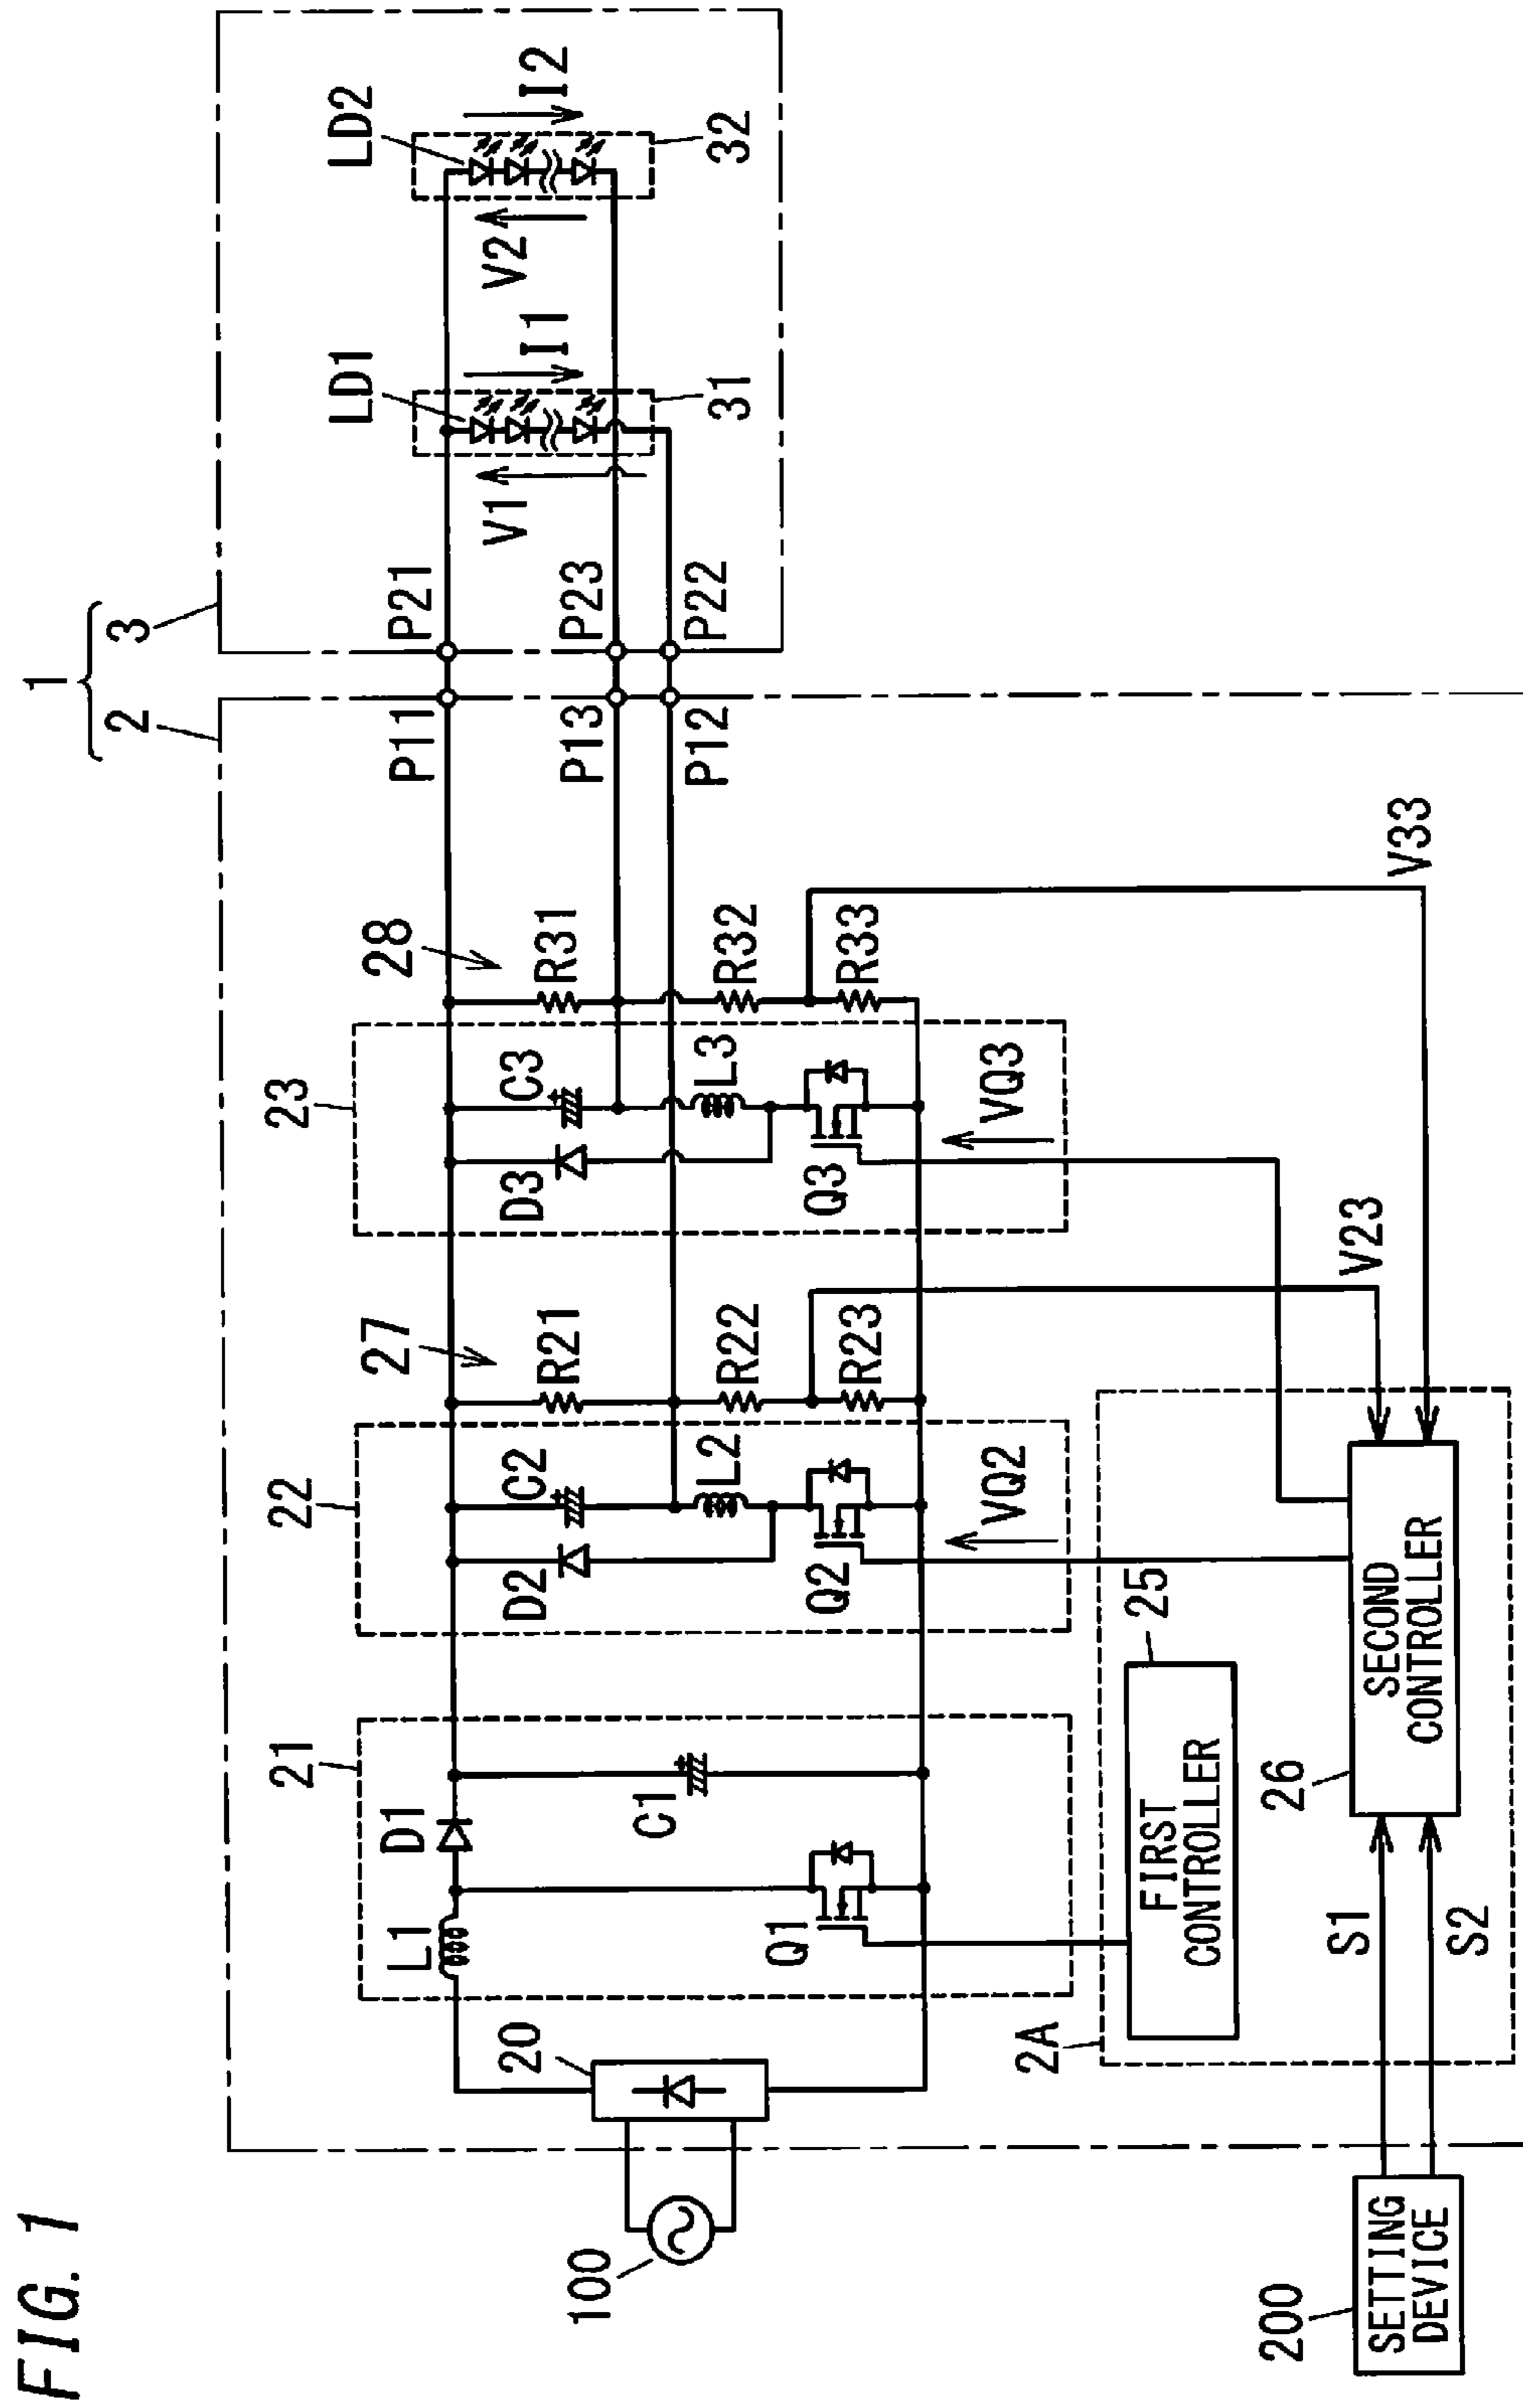 FIG. 1
1
2
3
100
20
21
L1
D1
C1
Q1
22
D2
C2
L2
Q2
VQ2
27
R21
R22
R23
23
D3
C3
L3
Q3
VQ3
28
R31
R32
R33
P11
P13
P12
P21
P23
P22
V1
LD1
I1
31
V2
LD2
I2
32
2A
FIRST
CONTROLLER
25
26
SECOND
CONTROLLER
V23
V33
200
SETTING
DEVICE
S1
S2